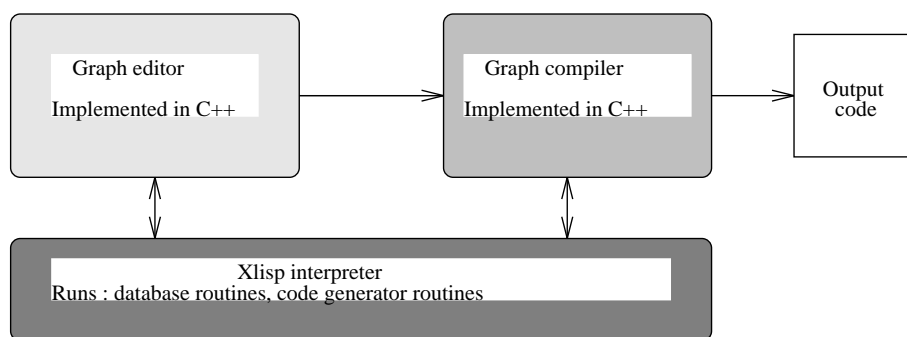 Graph editor
Implemented in C++
Graph compiler
Implemented in C++
Output
code
Xlisp interpreter
Runs : database routines, code generator routines